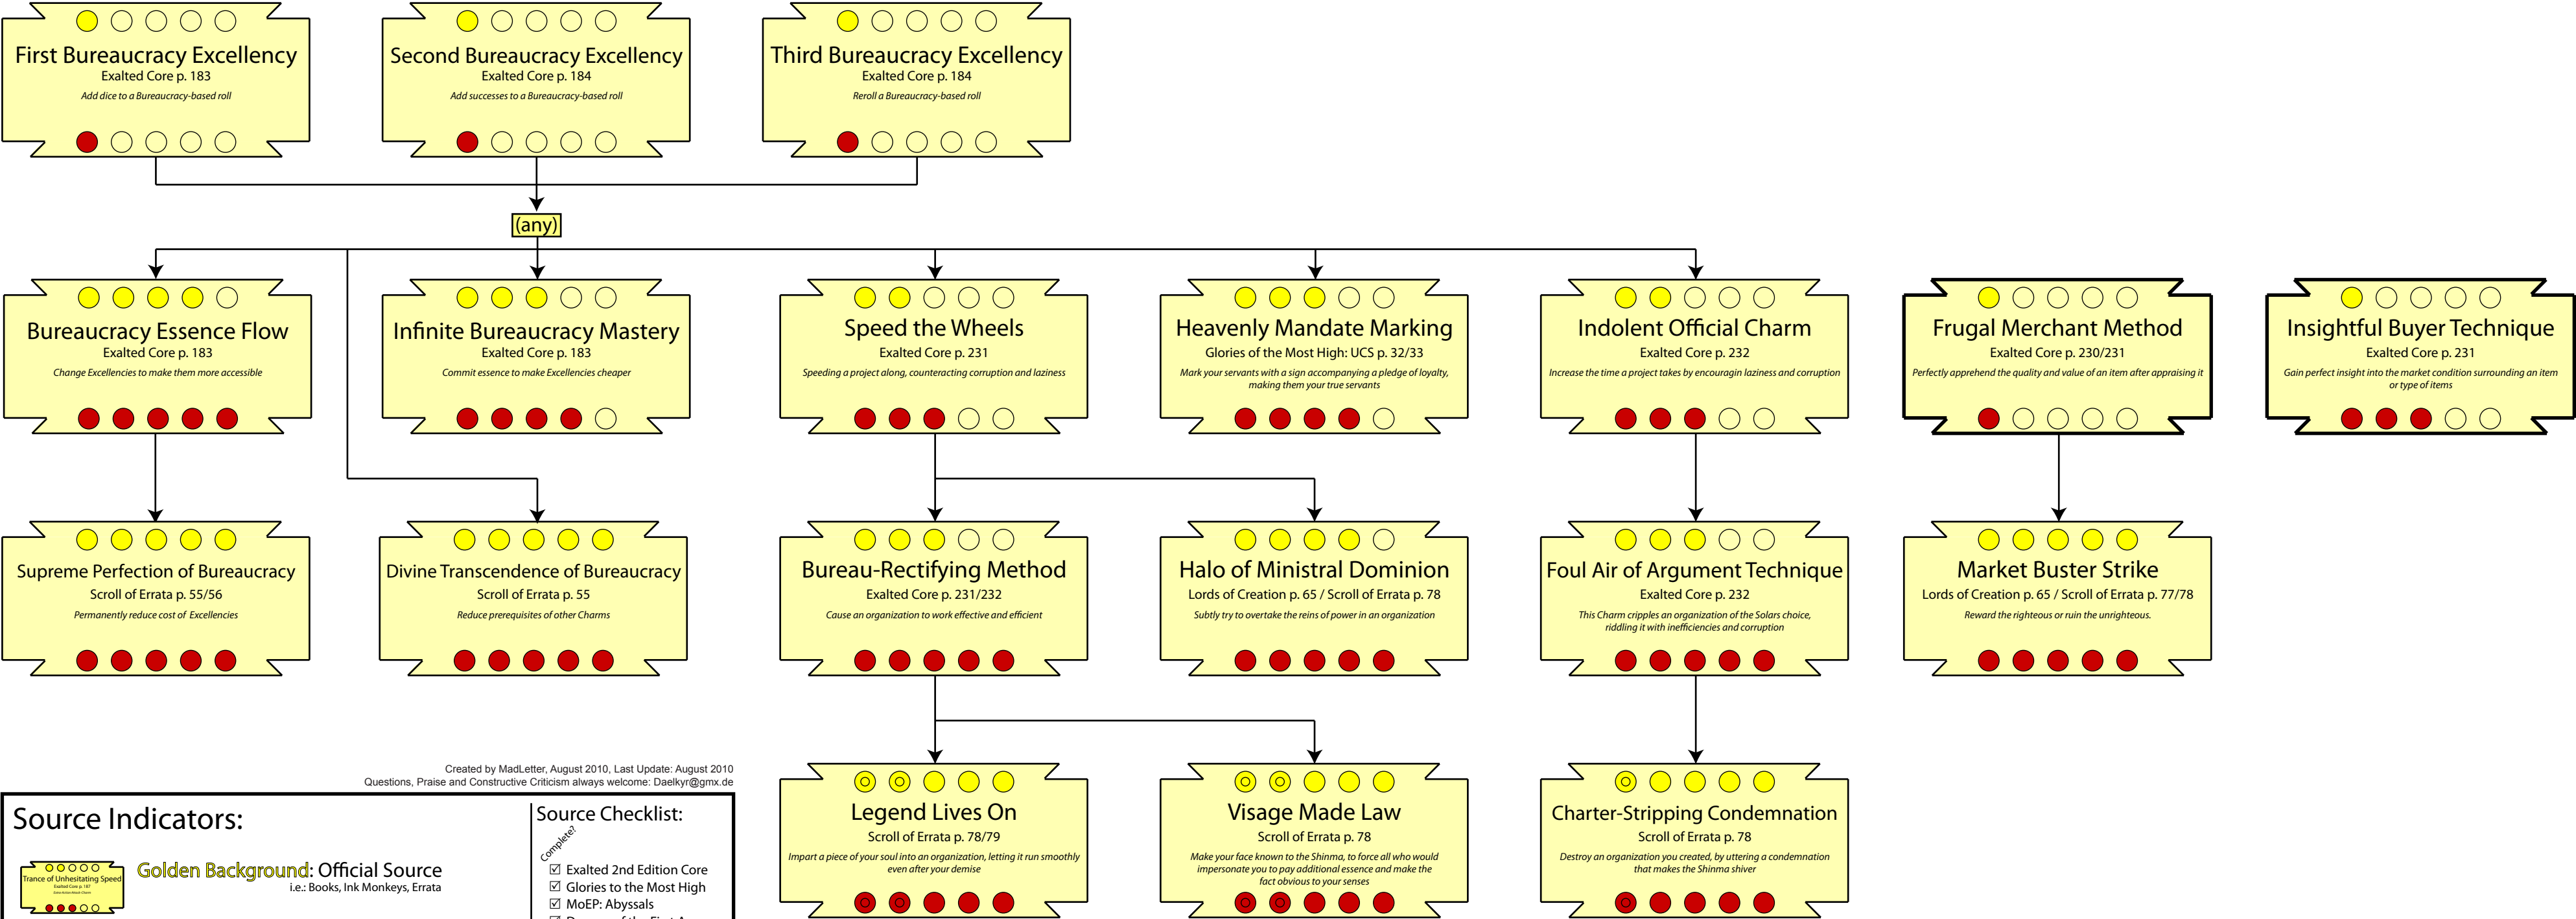 First Bureaucracy Excellency
Exalted Core p. 183
Add dice to a Bureaucracy-based roll
Second Bureaucracy Excellency
Exalted Core p. 184
Add successes to a Bureaucracy-based roll
Third Bureaucracy Excellency
Exalted Core p. 184
Reroll a Bureaucracy-based roll
(any)
Bureaucracy Essence Flow
Exalted Core p. 183
Change Excellencies to make them more accessible
Infinite Bureaucracy Mastery
Exalted Core p. 183
Commit essence to make Excellencies cheaper
Speed the Wheels
Exalted Core p. 231
Speeding a project along, counteracting corruption and laziness
Heavenly Mandate Marking
Glories of the Most High: UCS p. 32/33
Mark your servants with a sign accompanying a pledge of loyalty,
making them your true servants
Indolent Official Charm
Exalted Core p. 232
Increase the time a project takes by encouragin laziness and corruption
Frugal Merchant Method
Exalted Core p. 230/231
Perfectly apprehend the quality and value of an item after appraising it
Insightful Buyer Technique
Exalted Core p. 231
Gain perfect insight into the market condition surrounding an item
or type of items
Supreme Perfection of Bureaucracy
Scroll of Errata p. 55/56
Permanently reduce cost of Excellencies
Divine Transcendence of Bureaucracy
Scroll of Errata p. 55
Reduce prerequisites of other Charms
Bureau-Rectifying Method
Exalted Core p. 231/232
Cause an organization to work effective and efficient
Halo of Ministral Dominion
Lords of Creation p. 65 / Scroll of Errata p. 78
Subtly try to overtake the reins of power in an organization
Foul Air of Argument Technique
Exalted Core p. 232
This Charm cripples an organization of the Solars choice,
riddling it with inefficiencies and corruption
Market Buster Strike
Lords of Creation p. 65 / Scroll of Errata p. 77/78
Reward the righteous or ruin the unrighteous.
Legend Lives On
Scroll of Errata p. 78/79
Impart a piece of your soul into an organization, letting it run smoothly
even after your demise
Visage Made Law
Scroll of Errata p. 78
Make your face known to the Shinma, to force all who would
impersonate you to pay additional essence and make the
fact obvious to your senses
Charter-Stripping Condemnation
Scroll of Errata p. 78
Destroy an organization you created, by uttering a condemnation
that makes the Shinma shiver
Created by MadLetter, August 2010, Last Update: August 2010
Questions, Praise and Constructive Criticism always welcome: Daelkyr@gmx.de
Source Indicators:
Trance of Unhesitating Speed
Exalted Core p. 187
Golden Background: Official Source
i.e.: Books, Ink Monkeys, Errata
Source Checklist:
Complete?
Exalted 2nd Edition Core
Glories to the Most High
MoEP: Abyssals